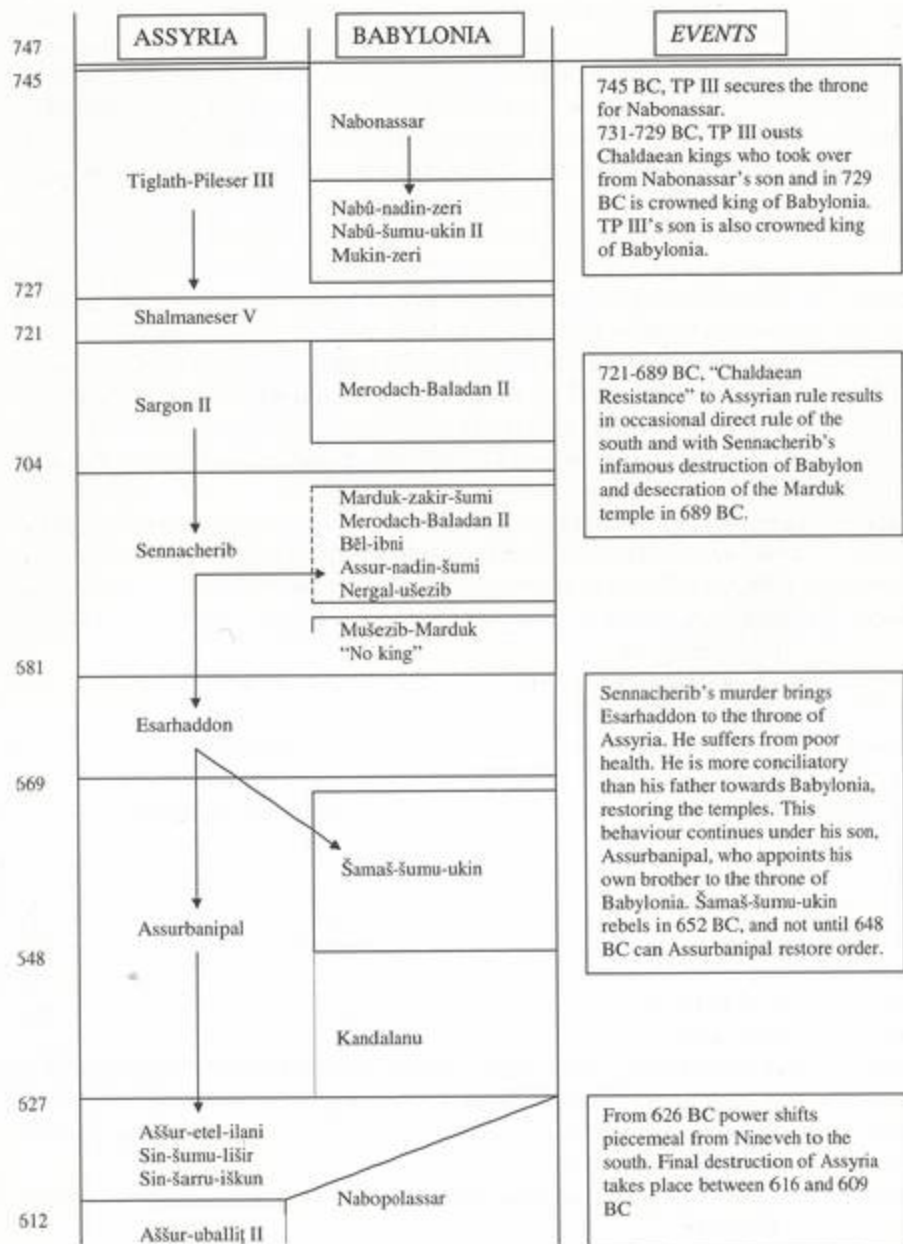 ASSYRIA
BABYLONIA
EVENTS
747
745
727
721
704
581
569
548
527
512
Tiglath-Pileser III
Shalmaneser V
Sargon II
Sennacherib
Esarhaddon
Assurbanipal
Aššur-etel-ilani
Sin-šumu-lišir
Sin-šarru-iškun
Aššur-uballiṭ II
Nabonassar
Nabû-nadin-zeri
Nabû-šumu-ukin II
Mukin-zeri
Merodach-Baladan II
Marduk-zakir-šumi
Merodach-Baladan II
Bēl-ibni
Assur-nadin-šumi
Nergal-ušezib
Mušezib-Marduk
"No king"
Šamaš-šumu-ukin
Kandalanu
Nabopolassar
745 BC, TP III secures the throne
for Nabonassar.
731-729 BC, TP III ousts
Chaldaean kings who took over
from Nabonassar's son and in 729
BC is crowned king of Babylonia.
TP III's son is also crowned king
of Babylonia.
721-689 BC, "Chaldaean
Resistance" to Assyrian rule results
in occasional direct rule of the
south and with Sennacherib's
infamous destruction of Babylon
and desecration of the Marduk
temple in 689 BC.
Sennacherib's murder brings
Esarhaddon to the throne of
Assyria. He suffers from poor
health. He is more conciliatory
than his father towards Babylonia,
restoring the temples. This
behaviour continues under his son,
Assurbanipal, who appoints his
own brother to the throne of
Babylonia. Šamaš-šumu-ukin
rebels in 652 BC, and not until 648
BC can Assurbanipal restore order.
From 626 BC power shifts
piecemeal from Nineveh to the
south. Final destruction of Assyria
takes place between 616 and 609
BC